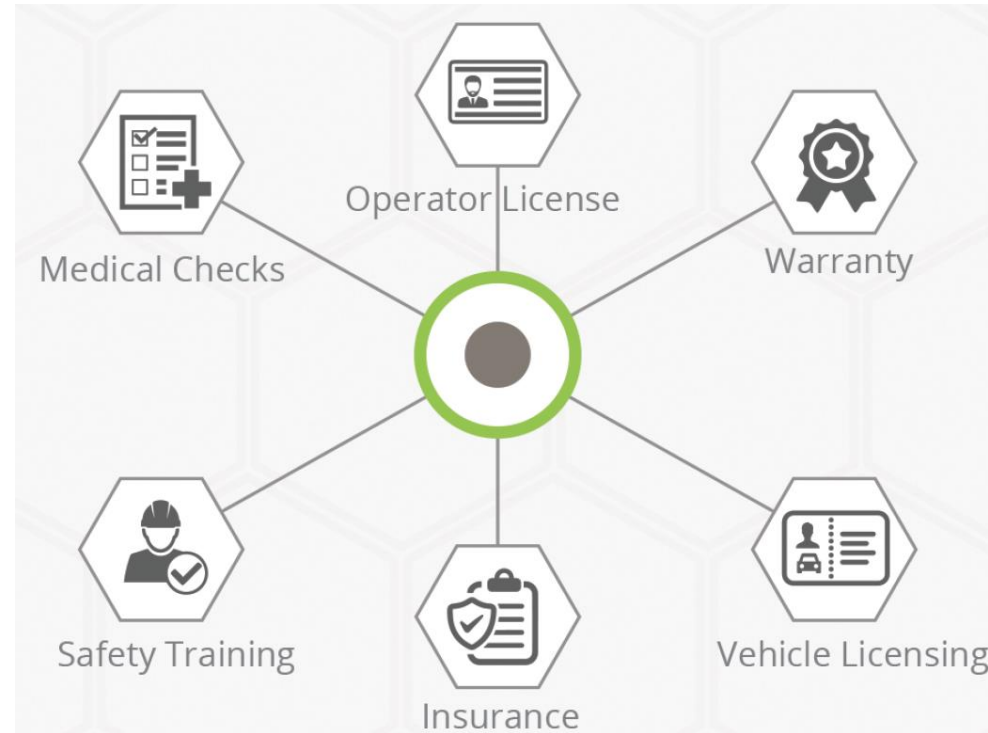 Operator License
Warranty
Medical Checks
Safety Training
Vehicle Licensing
Insurance